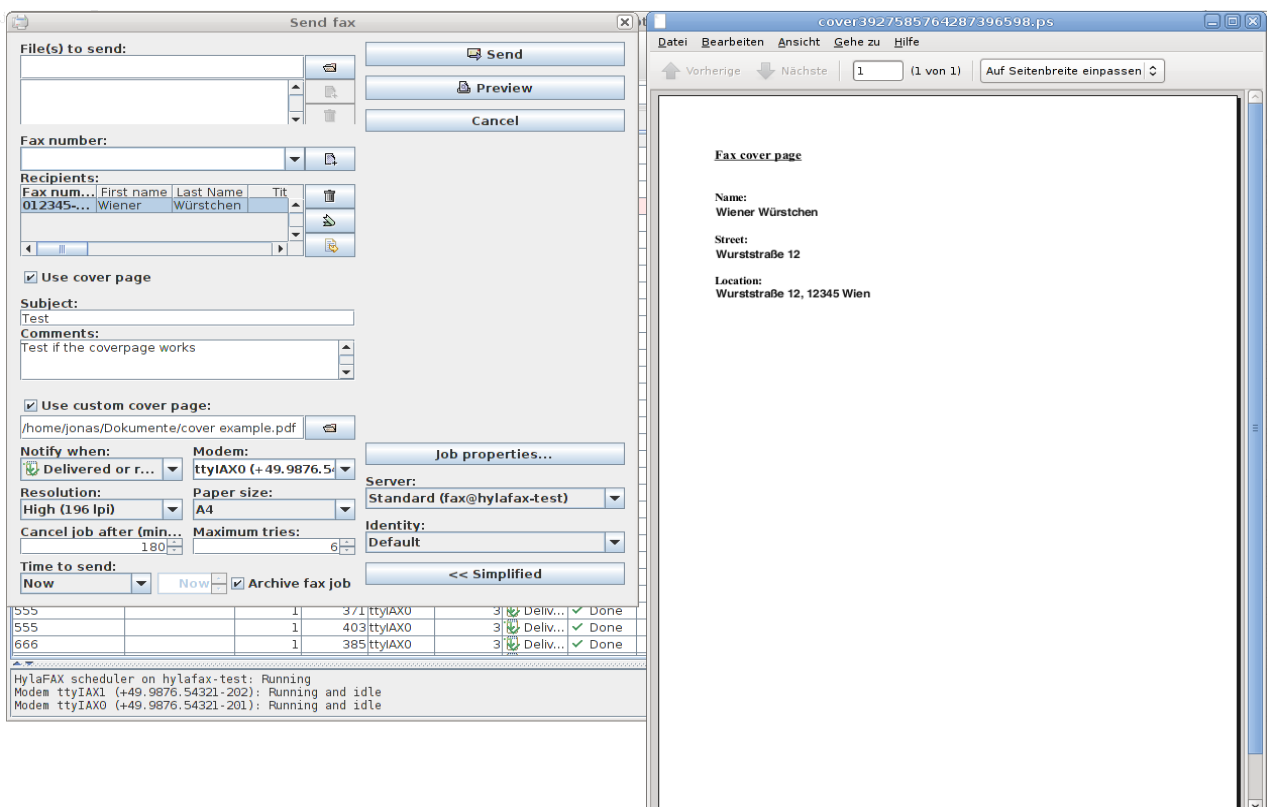 Send fax
File(s) to send:
Send
Preview
Cancel
Fax number:
Recipients:
Fax num... First name Last Name Tit
012345-... Wiener Würstchen
Use cover page
Subject:
Test
Comments:
Test if the coverpage works
Use custom cover page:
/home/jonas/Dokumente/cover example.pdf
Notify when: Modem:
Delivered or r... ttyIAX0 (+49.9876.54
Job properties...
Resolution: Paper size:
High (196 lpi) A4
Server:
Standard (fax@hylafax-test)
Cancel job after (min... Maximum tries:
180 6
Identity:
Default
Time to send:
Now Now Archive fax job
<< Simplified
555 1 371 ttyIAX0 3 Deliv... Done
555 1 403 ttyIAX0 3 Deliv... Done
666 1 385 ttyIAX0 3 Deliv... Done
HylaFAX scheduler on hylafax-test: Running
Modem ttyIAX1 (+49.9876.54321-202): Running and idle
Modem ttyIAX0 (+49.9876.54321-201): Running and idle
cover3927585764287396598.ps
Datei Bearbeiten Ansicht Gehe zu Hilfe
Vorherige Nächste 1 (1 von 1) Auf Seitenbreite einpassen
Fax cover page
Name:
Wiener Würstchen
Street:
Wurststraße 12
Location:
Wurststraße 12, 12345 Wien